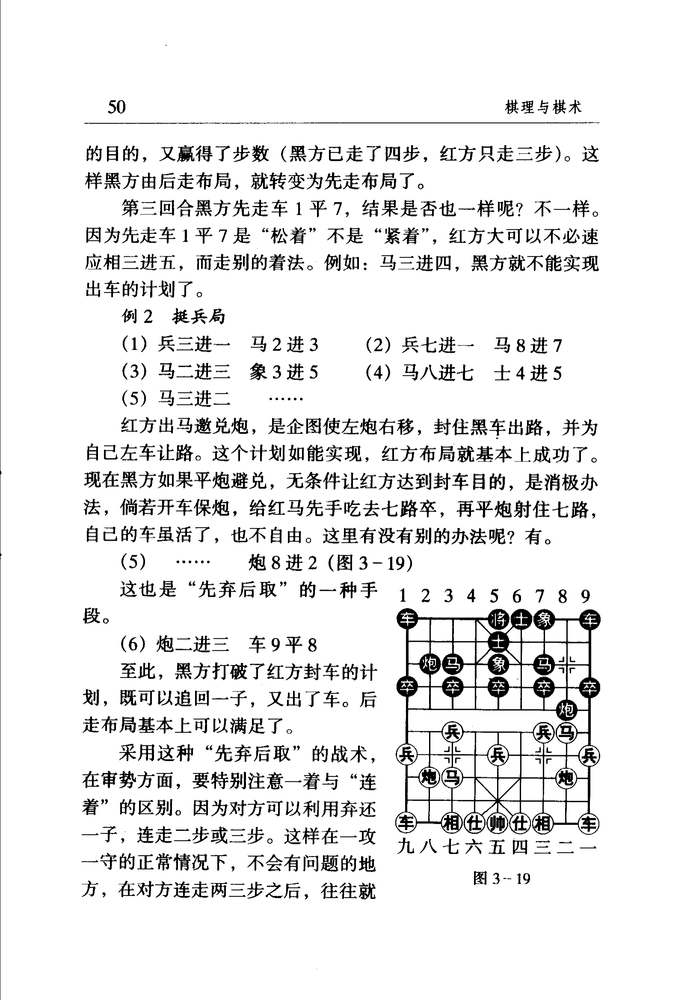 50 棋理与棋术
的目的，又赢得了步数（黑方已走了四步，红方只走三步）。这
样黑方由后走布局，就转变为先走布局了。
第三回合黑方先走车1平7，结果是否也一样呢？不一样。
因为先走车1平7是“松着”不是“紧着”，红方大可以不必速
应相三进五，而走别的着法。例如：马三进四，黑方就不能实现
出车的计划了。
例2 挺兵局
（1）兵三进一 马2进3 （2）兵七进一 马8进7
（3）马二进三 象3进5 （4）马八进七 士4进5
（5）马三进二 ……
红方出马邀兑炮，是企图使左炮右移，封住黑车出路，并为
自己左车让路。这个计划如能实现，红方布局就基本上成功了。
现在黑方如果平炮避兑，无条件让红方达到封车目的，是消极办
法，倘若开车保炮，给红马先手吃去七路卒，再平炮射住七路，
自己的车虽活了，也不自由。这里有没有别的办法呢？有。
（5） …… 炮8进2（图3－19）
这也是“先弃后取”的一种手
段。
（6）炮二进三 车9平8
至此，黑方打破了红方封车的计
划，既可以追回一子，又出了车。后
走布局基本上可以满足了。
采用这种“先弃后取”的战术，
在审势方面，要特别注意一着与“连
着”的区别。因为对方可以利用弃还
一子，连走二步或三步。这样在一攻
一守的正常情况下，不会有问题的地
方，在对方连走两三步之后，往往就
1 2 3 4 5 6 7 8 9
车 将 士 象 车
士
炮 马 象 马
卒 卒 卒 卒 卒
炮
兵 兵 马
兵 兵 兵
炮 马 炮
车 相 仕 帅 仕 相 车
九 八 七 六 五 四 三 二 一
图3－19